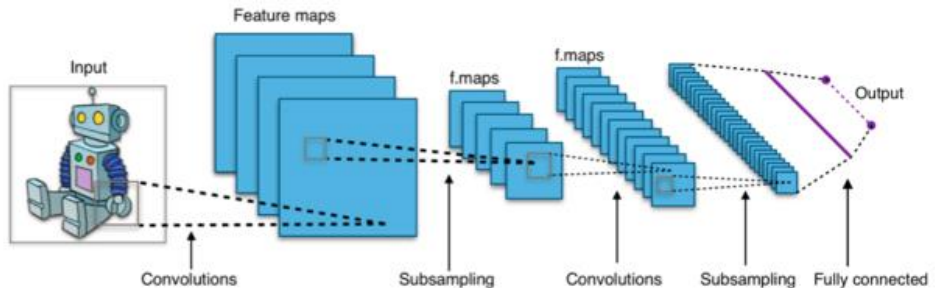 Feature maps
Input
f.maps
f.maps
Output
Convolutions
Subsampling
Convolutions
Subsampling
Fully connected